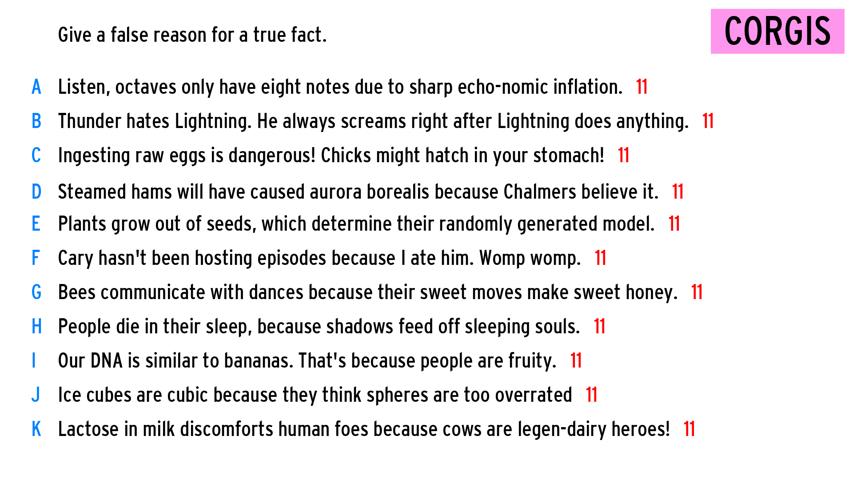 Give a false reason for a true fact.
CORGIS
A Listen, octaves only have eight notes due to sharp echo-nomic inflation. 11
B Thunder hates Lightning. He always screams right after Lightning does anything. 11
C Ingesting raw eggs is dangerous! Chicks might hatch in your stomach! 11
D Steamed hams will have caused aurora borealis because Chalmers believe it. 11
E Plants grow out of seeds, which determine their randomly generated model. 11
F Cary hasn't been hosting episodes because I ate him. Womp womp. 11
G Bees communicate with dances because their sweet moves make sweet honey. 11
H People die in their sleep, because shadows feed off sleeping souls. 11
I Our DNA is similar to bananas. That's because people are fruity. 11
J Ice cubes are cubic because they think spheres are too overrated 11
K Lactose in milk discomforts human foes because cows are legen-dairy heroes! 11